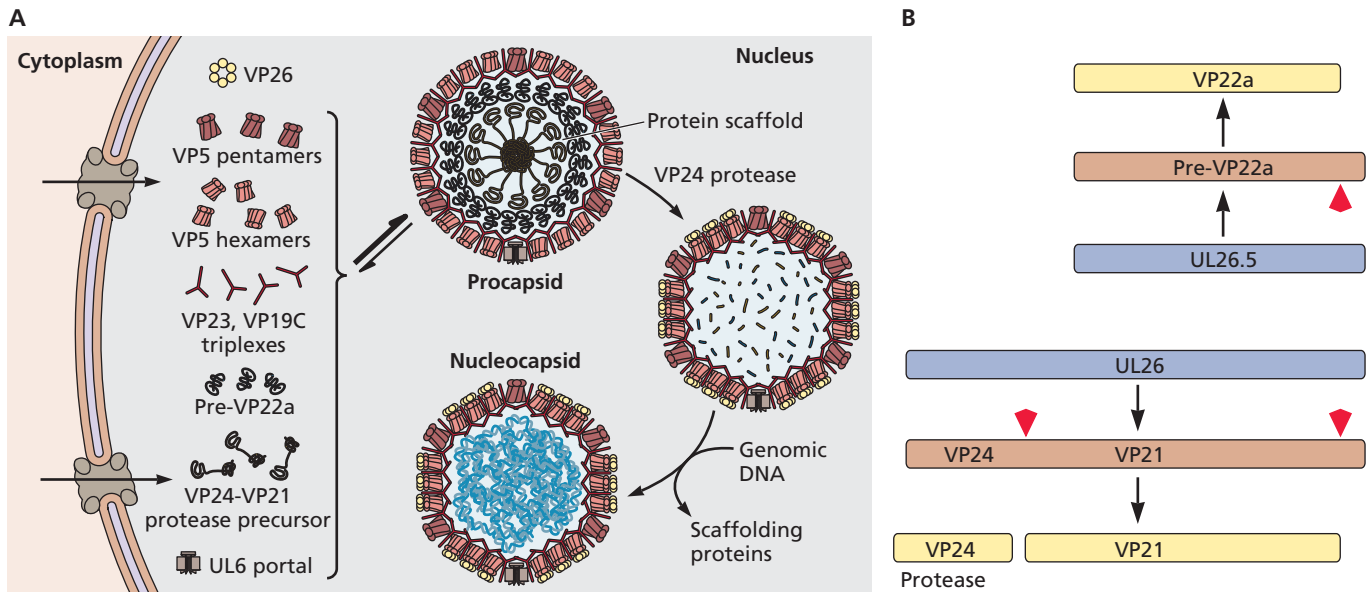 A
Cytoplasm
Nucleus
VP26
VP5 pentamers
VP5 hexamers
VP23, VP19C
triplexes
Pre-VP22a
VP24-VP21
protease precursor
UL6 portal
Protein scaffold
VP24 protease
Procapsid
Nucleocapsid
Genomic
DNA
Scaffolding
proteins
B
VP22a
Pre-VP22a
UL26.5
UL26
VP24 VP21
VP24 VP21
Protease